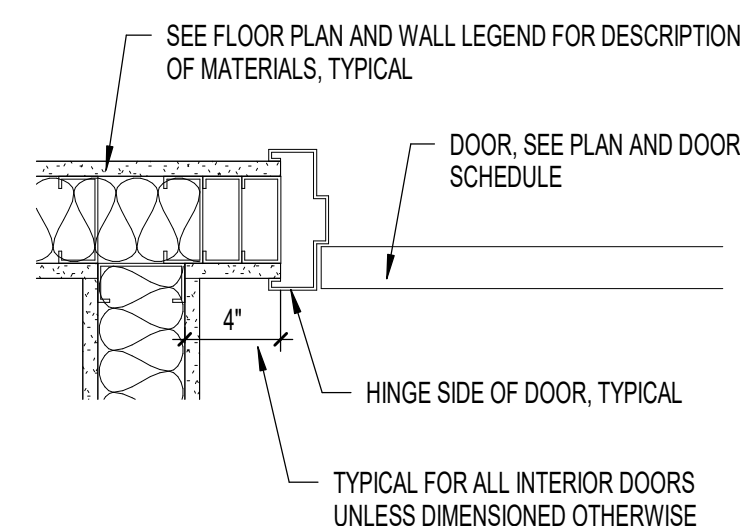 SEE FLOOR PLAN AND WALL LEGEND FOR DESCRIPTION
OF MATERIALS, TYPICAL
DOOR, SEE PLAN AND DOOR
SCHEDULE
4"
HINGE SIDE OF DOOR, TYPICAL
TYPICAL FOR ALL INTERIOR DOORS
UNLESS DIMENSIONED OTHERWISE